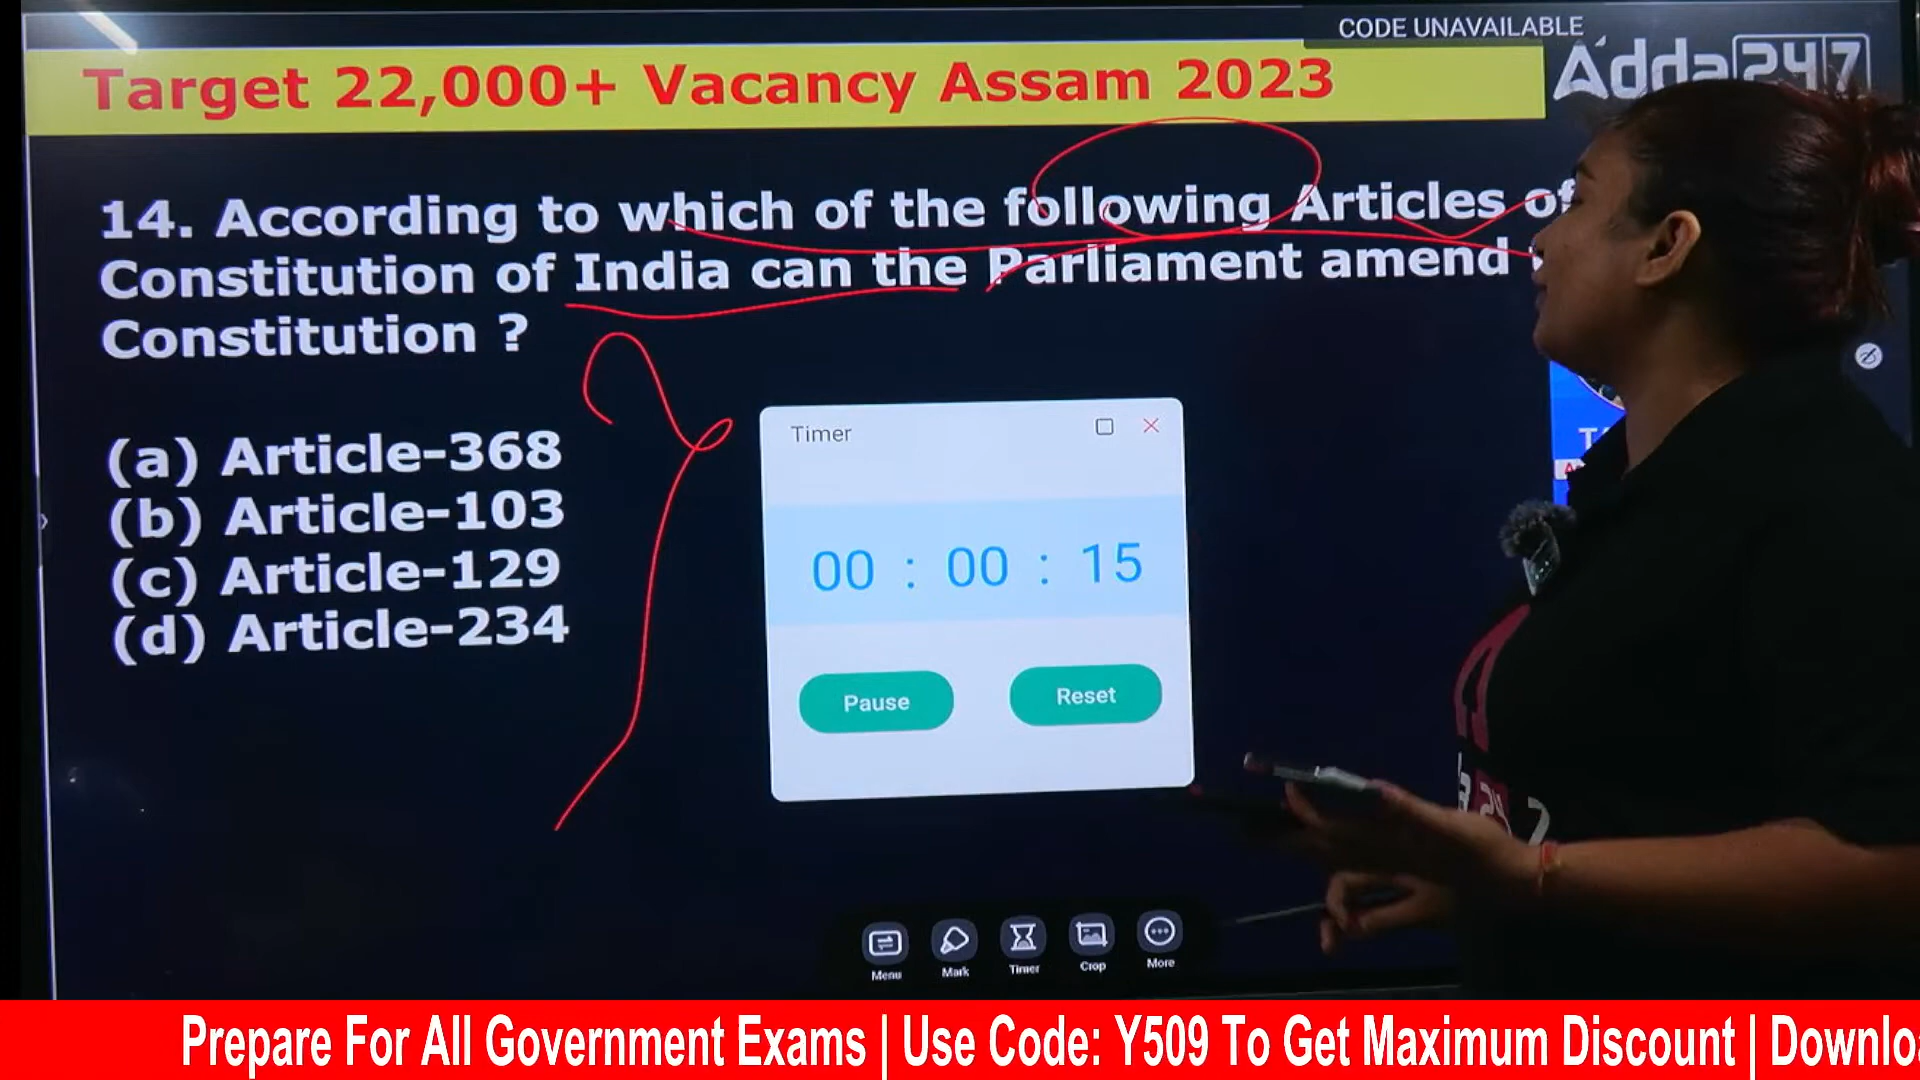 CODE UNAVAILABLE
Target 22,000+ Vacancy Assam 2023
Adda247
14. According to which of the following Articles of
Constitution of India can the Parliament amend
Constitution ?
(a) Article-368
(b) Article-103
(c) Article-129
(d) Article-234
Timer
00 : 00 : 15
Pause
Reset
Menu
Mark
Timer
Crop
More
Prepare For All Government Exams | Use Code: Y509 To Get Maximum Discount |